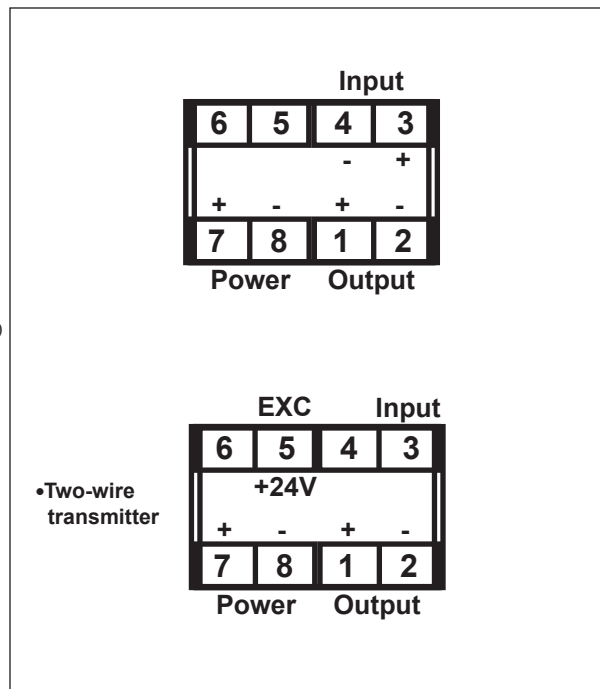 Input
6 5 4 3
- +
+ - + -
7 8 1 2
Power Output
EXC Input
6 5 4 3
•Two-wire
transmitter
+24V
+ - + -
7 8 1 2
Power Output